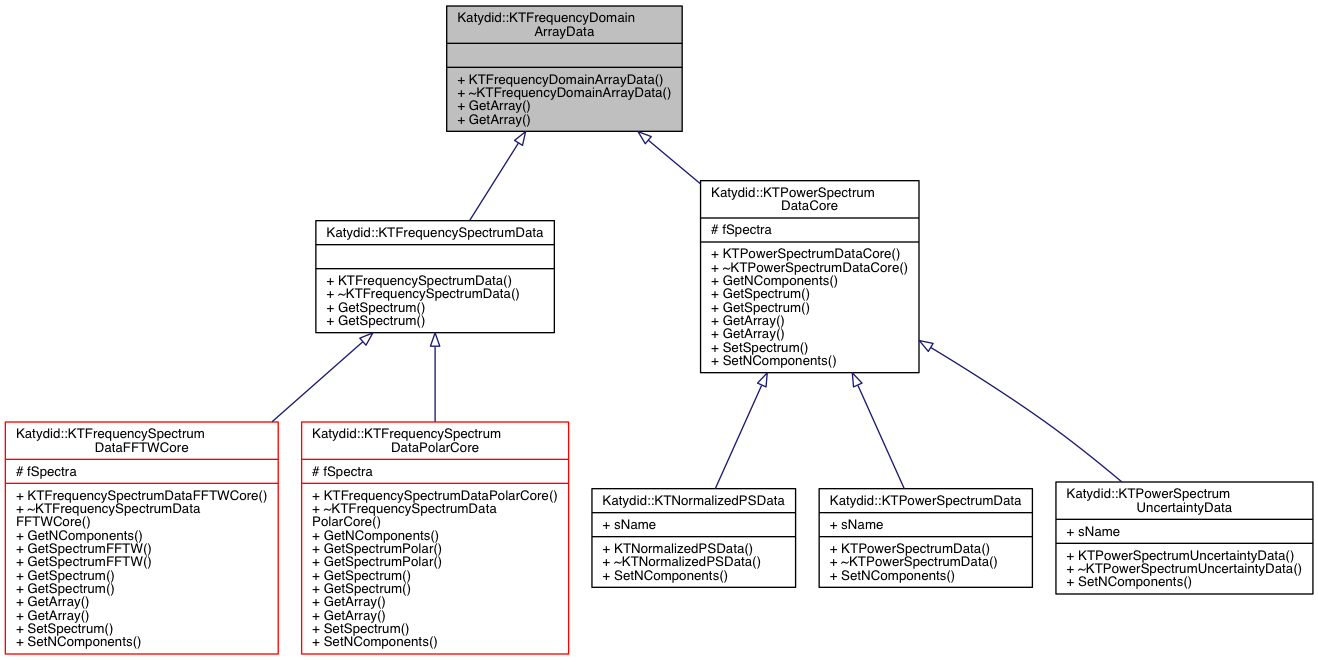 Katydid::KTFrequencyDomain
ArrayData
+ KTFrequencyDomainArrayData()
+ ~KTFrequencyDomainArrayData()
+ GetArray()
+ GetArray()
Katydid::KTFrequencySpectrumData
+ KTFrequencySpectrumData()
+ ~KTFrequencySpectrumData()
+ GetSpectrum()
+ GetSpectrum()
Katydid::KTPowerSpectrum
DataCore
# fSpectra
+ KTPowerSpectrumDataCore()
+ ~KTPowerSpectrumDataCore()
+ GetNComponents()
+ GetSpectrum()
+ GetSpectrum()
+ GetArray()
+ GetArray()
+ SetSpectrum()
+ SetNComponents()
Katydid::KTFrequencySpectrum
DataFFTWCore
# fSpectra
+ KTFrequencySpectrumDataFFTWCore()
+ ~KTFrequencySpectrumData
FFTWCore()
+ GetNComponents()
+ GetSpectrumFFTW()
+ GetSpectrumFFTW()
+ GetSpectrum()
+ GetSpectrum()
+ GetArray()
+ GetArray()
+ SetSpectrum()
+ SetNComponents()
Katydid::KTFrequencySpectrum
DataPolarCore
# fSpectra
+ KTFrequencySpectrumDataPolarCore()
+ ~KTFrequencySpectrumData
PolarCore()
+ GetNComponents()
+ GetSpectrumPolar()
+ GetSpectrumPolar()
+ GetSpectrum()
+ GetSpectrum()
+ GetArray()
+ GetArray()
+ SetSpectrum()
+ SetNComponents()
Katydid::KTNormalizedPSData
+ sName
+ KTNormalizedPSData()
+ ~KTNormalizedPSData()
+ SetNComponents()
Katydid::KTPowerSpectrumData
+ sName
+ KTPowerSpectrumData()
+ ~KTPowerSpectrumData()
+ SetNComponents()
Katydid::KTPowerSpectrum
UncertaintyData
+ sName
+ KTPowerSpectrumUncertaintyData()
+ ~KTPowerSpectrumUncertaintyData()
+ SetNComponents()